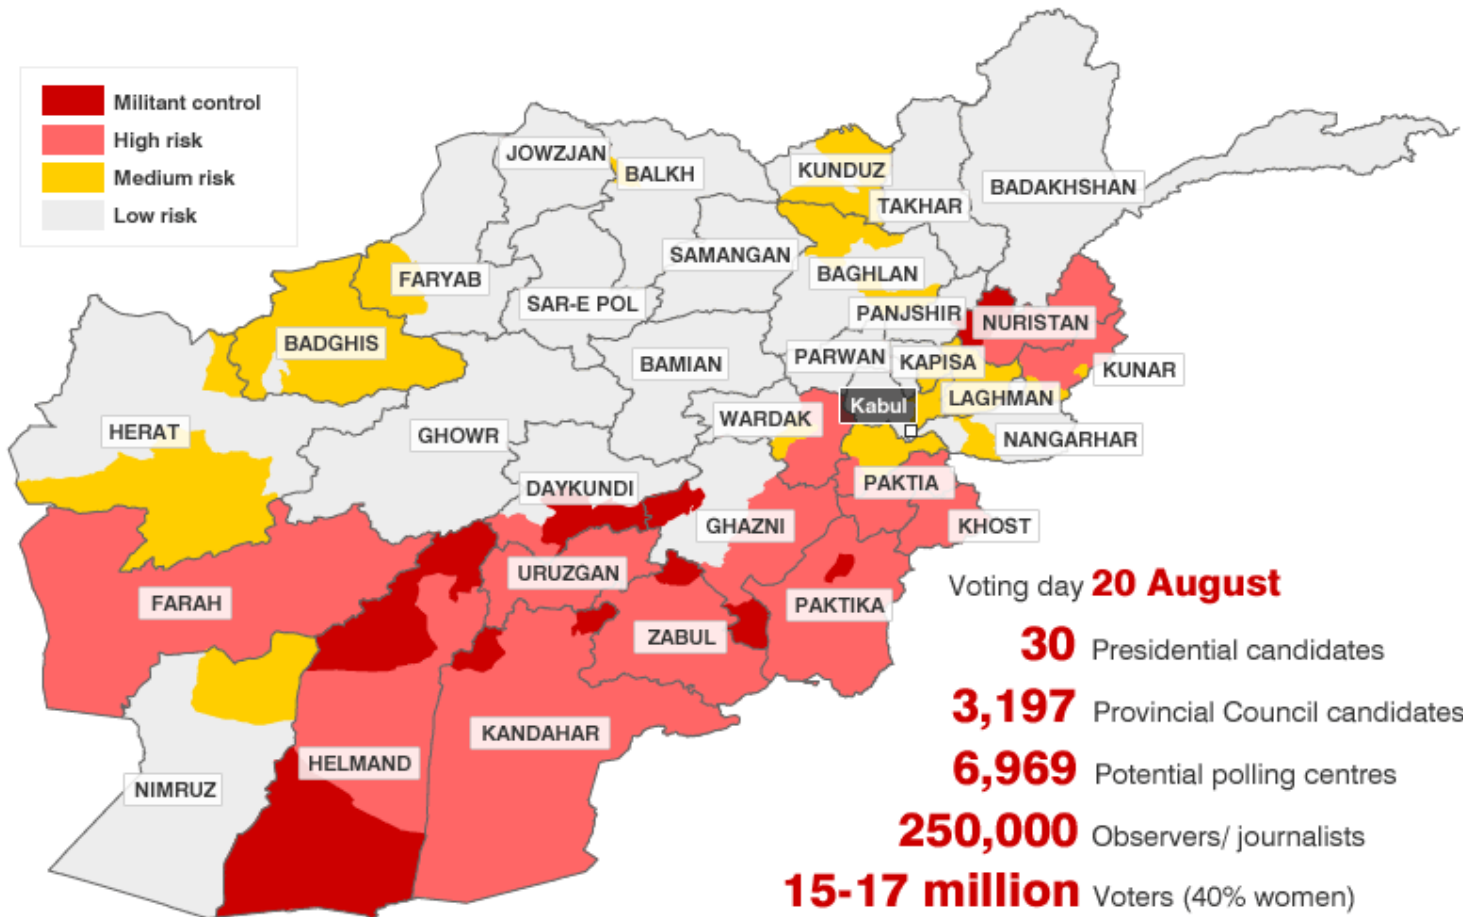 Militant control
High risk
Medium risk
Low risk
JOWZJAN
BALKH
KUNDUZ
TAKHAR
BADAKHSHAN
FARYAB
SAMANGAN
BAGHLAN
SAR-E POL
PANJSHIR
NURISTAN
BADGHIS
BAMIAN
PARWAN
KAPISA
KUNAR
Kabul
LAGHMAN
HERAT
GHOWR
WARDAK
NANGARHAR
DAYKUNDI
PAKTIA
GHAZNI
KHOST
URUZGAN
FARAH
PAKTIKA
ZABUL
KANDAHAR
HELMAND
NIMRUZ
Voting day 20 August
30 Presidential candidates
3,197 Provincial Council candidates
6,969 Potential polling centres
250,000 Observers/ journalists
15-17 million Voters (40% women)